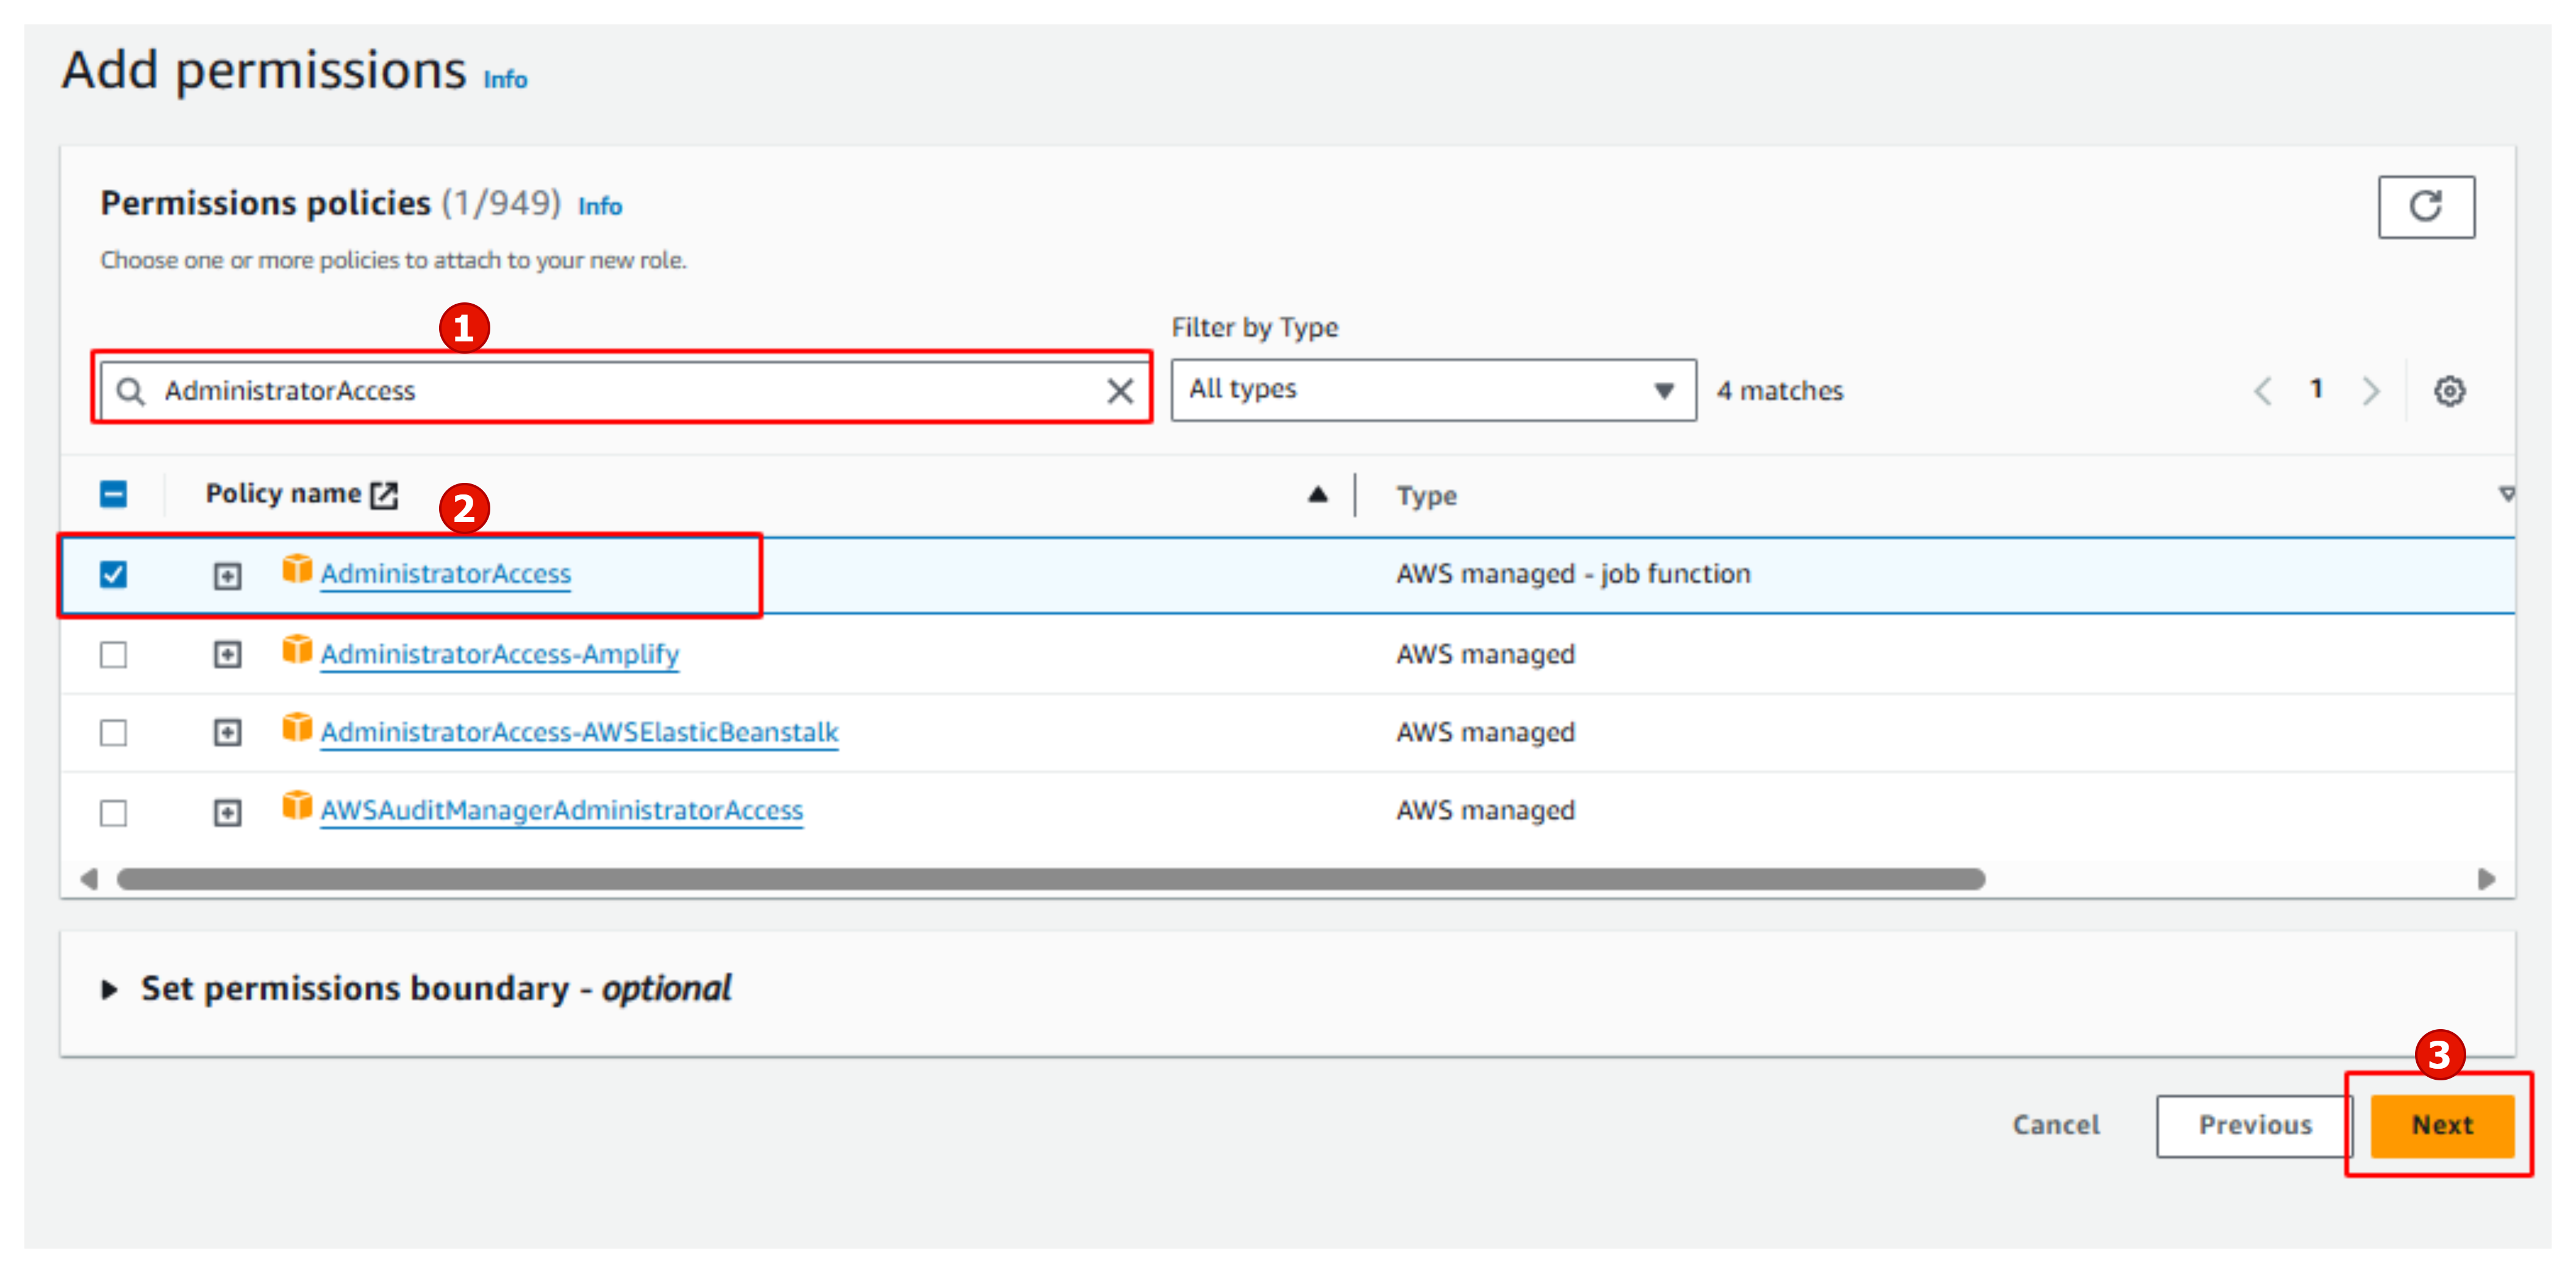 Add permissions Info
Permissions policies (1/949) Info
Choose one or more policies to attach to your new role.
1
Filter by Type
AdministratorAccess
All types
4 matches
1
Policy name
2
Type
AdministratorAccess
AWS managed - job function
AdministratorAccess-Amplify
AWS managed
AdministratorAccess-AWSElasticBeanstalk
AWS managed
AWSAuditManagerAdministratorAccess
AWS managed
Set permissions boundary - optional
3
Cancel
Previous
Next